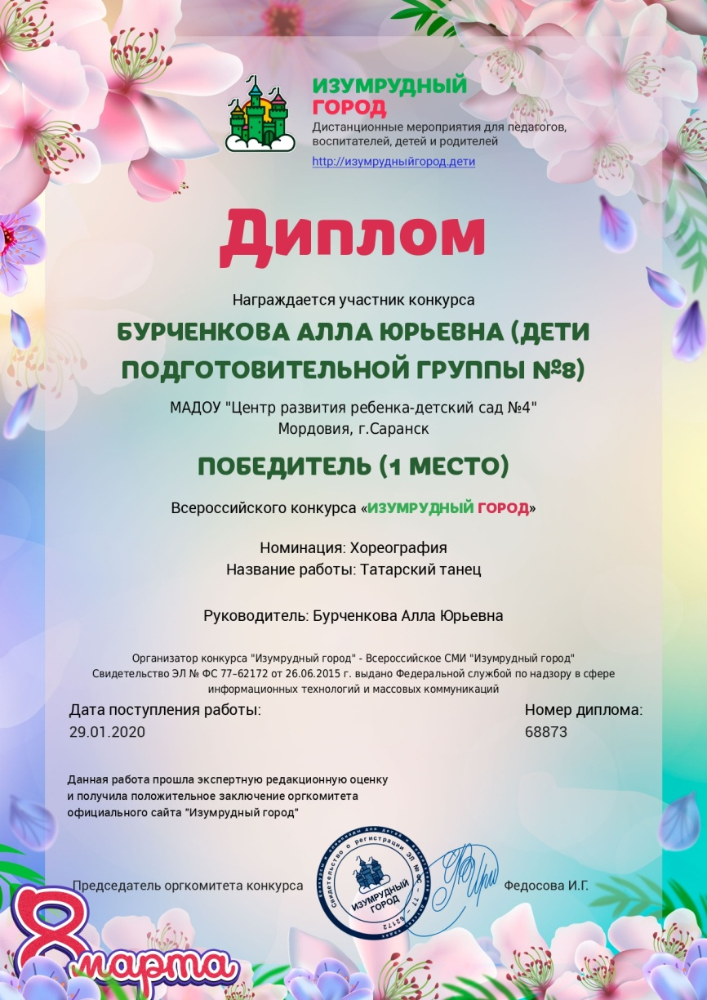 ИЗУМРУДНЫЙ
ГОРОД
Дистанционные мероприятия для педагогов,
воспитателей, детей и родителей
http://изумрудныйгород.дети
Диплом
Награждается участник конкурса
БУРЧЕНКОВА АЛЛА ЮРЬЕВНА (ДЕТИ
ПОДГОТОВИТЕЛЬНОЙ ГРУППЫ №8)
МАДОУ "Центр развития ребенка-детский сад №4"
Мордовия, г.Саранск
ПОБЕДИТЕЛЬ (1 МЕСТО)
Всероссийского конкурса «ИЗУМРУДНЫЙ ГОРОД»
Номинация: Хореография
Название работы: Татарский танец
Руководитель: Бурченкова Алла Юрьевна
Организатор конкурса "Изумрудный город" - Всероссийское СМИ "Изумрудный город"
Свидетельство ЭЛ № ФС 77–62172 от 26.06.2015 г. выдано Федеральной службой по надзору в сфере
информационных технологий и массовых коммуникаций
Дата поступления работы:
Номер диплома:
29.01.2020
68873
Данная работа прошла экспертную редакционную оценку
и получила положительное заключение оргкомитета
официального сайта "Изумрудный город"
Свидетельство о регистрации ЭЛ № ФС - 77 - 62172
ИЗУМРУДНЫЙ
ГОРОД
Председатель оргкомитета конкурса
Федосова И.Г.
8
марта